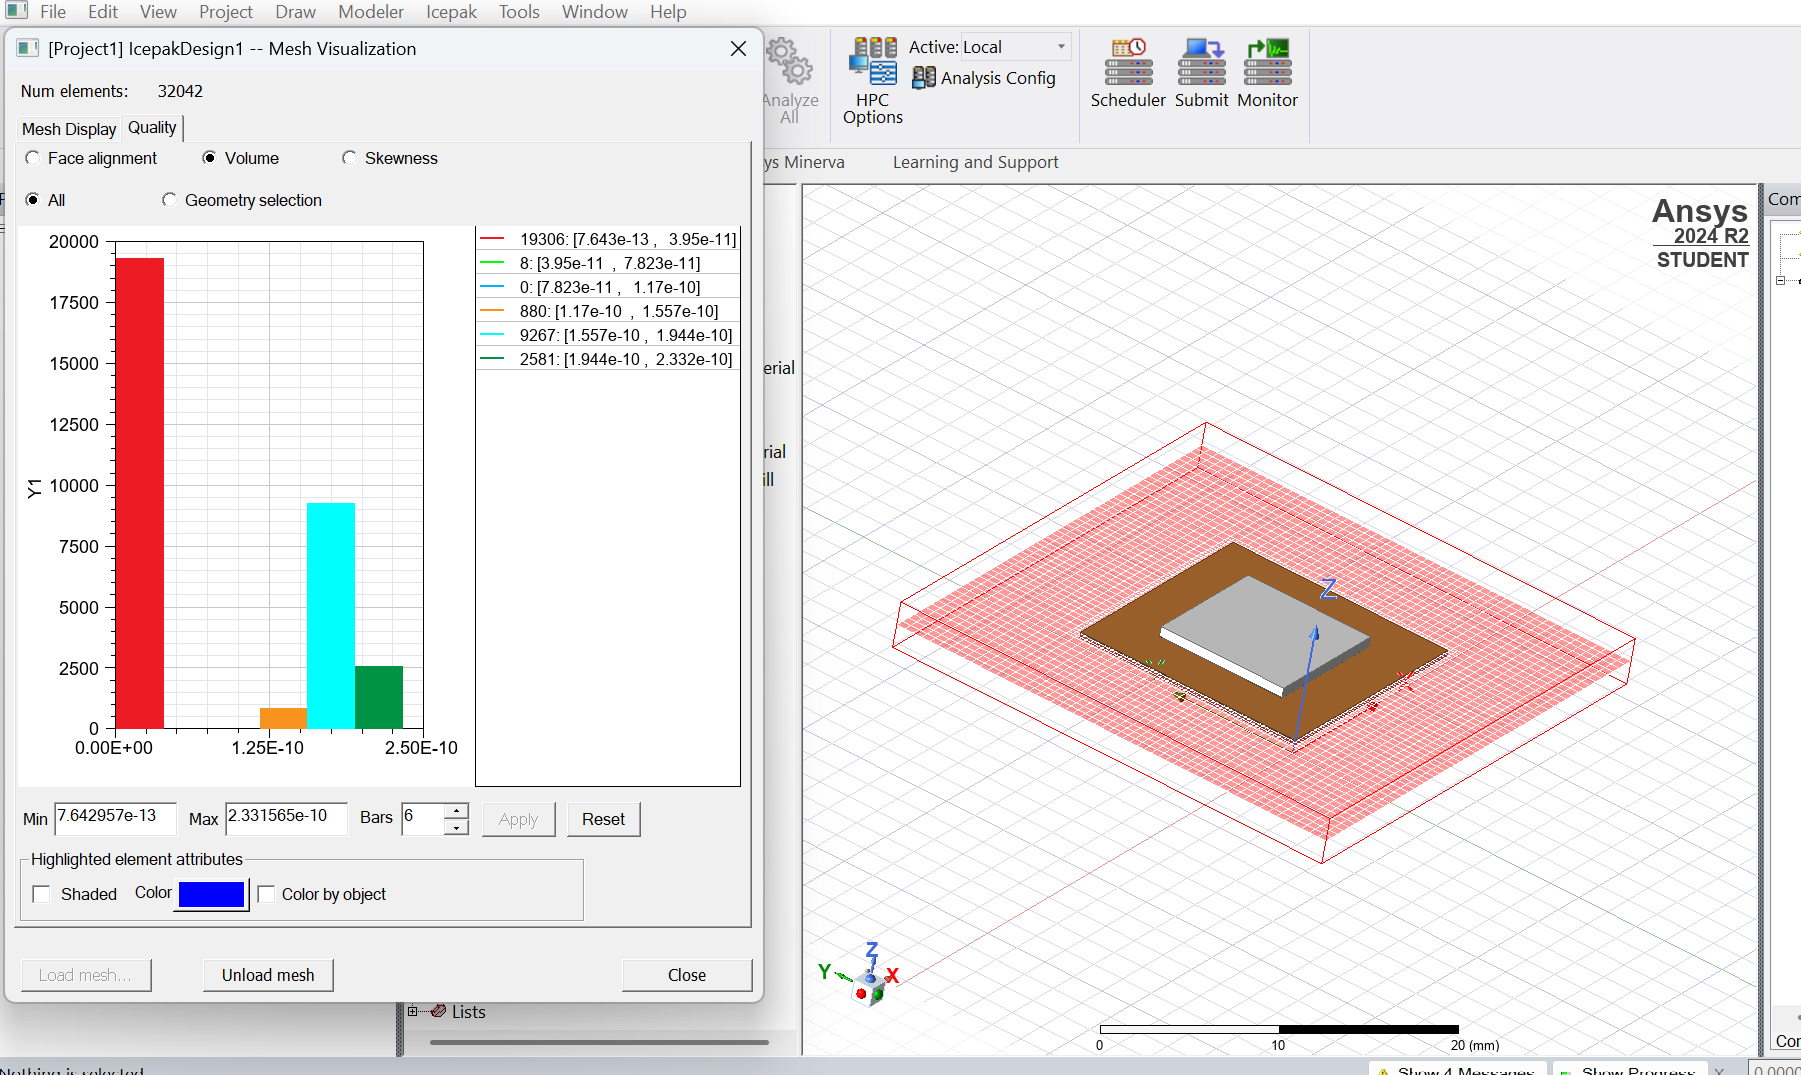 File Edit View Project Draw Modeler Icepak Tools Window Help
[Project1] IcepakDesign1 -- Mesh Visualization
Num elements: 32042
Mesh Display Quality
Face alignment Volume Skewness
All Geometry selection
20000
17500
15000
12500
10000
7500
5000
2500
0
Y1
0.00E+00 1.25E-10 2.50E-10
19306: [7.643e-13 , 3.95e-11]
8: [3.95e-11 , 7.823e-11]
0: [7.823e-11 , 1.17e-10]
880: [1.17e-10 , 1.557e-10]
9267: [1.557e-10 , 1.944e-10]
2581: [1.944e-10 , 2.332e-10]
Min 7.642957e-13 Max 2.331565e-10 Bars 6 Apply Reset
Highlighted element attributes
Shaded Color Color by object
Load mesh... Unload mesh Close
Analyze
All
HPC
Options
Active: Local
Analysis Config
Scheduler Submit Monitor
ys Minerva Learning and Support
erial
rial
ill
Lists
Ansys
2024 R2
STUDENT
Com
Z
Z
Y
X
0 10 20 (mm)
Con
Nothing is selected
Show 4 Messages Show Progress
0.0000